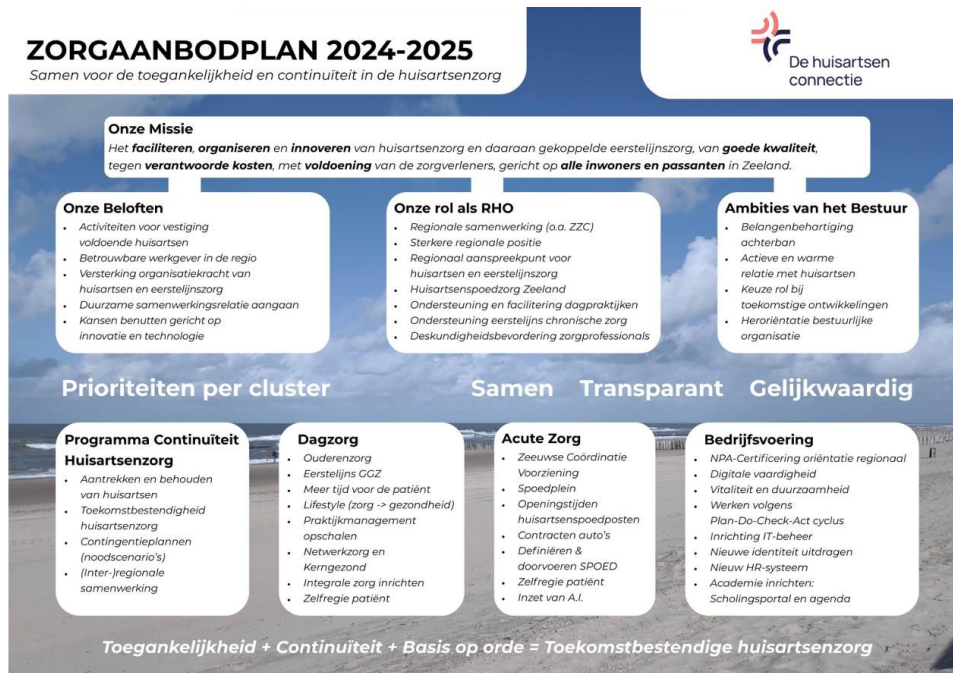 ZORGAANBODPLAN 2024-2025
Samen voor de toegankelijkheid en continuïteit in de huisartsenzorg
De huisartsen
connectie
Onze Missie
Het faciliteren, organiseren en innoveren van huisartsenzorg en daaraan gekoppelde eerstelijnszorg, van goede kwaliteit,
tegen verantwoorde kosten, met voldoening van de zorgverleners, gericht op alle inwoners en passanten in Zeeland.
Onze Beloften
• Activiteiten voor vestiging
voldoende huisartsen
• Betrouwbare werkgever in de regio
• Versterking organisatiekracht van
huisartsen en eerstelijnszorg
• Duurzame samenwerkingsrelatie aangaan
• Kansen benutten gericht op
innovatie en technologie
Onze rol als RHO
• Regionale samenwerking (o.a. ZZC)
• Sterkere regionale positie
• Regionaal aanspreekpunt voor
huisartsen en eerstelijnszorg
• Huisartsenspoedzorg Zeeland
• Ondersteuning en facilitering dagpraktijken
• Ondersteuning eerstelijns chronische zorg
• Deskundigheidsbevordering zorgprofessionals
Ambities van het Bestuur
• Belangenbehartiging
achterban
• Actieve en warme
relatie met huisartsen
• Keuze rol bij
toekomstige ontwikkelingen
• Heroriëntatie bestuurlijke
organisatie
Prioriteiten per cluster
Samen Transparant Gelijkwaardig
Programma Continuïteit
Huisartsenzorg
• Aantrekken en behouden
van huisartsen
• Toekomstbestendigheid
huisartsenzorg
• Contingentieplannen
(noodscenario's)
• (Inter-)regionale
samenwerking
Dagzorg
• Ouderenzorg
• Eerstelijns GGZ
• Meer tijd voor de patiënt
• Lifestyle (zorg -> gezondheid)
• Praktijkmanagement
opschalen
• Netwerkzorg en
Kerngezond
• Integrale zorg inrichten
• Zelfregie patiënt
Acute Zorg
• Zeeuwse Coördinatie
Voorziening
• Spoedplein
• Openingstijden
huisartsenspoedposten
• Contracten auto's
• Definiëren &
doorvoeren SPOED
• Zelfregie patiënt
• Inzet van A.I.
Bedrijfsvoering
• NPA-Certificering oriëntatie regionaal
• Digitale vaardigheid
• Vitaliteit en duurzaamheid
• Werken volgens
Plan-Do-Check-Act cyclus
• Inrichting IT-beheer
• Nieuwe identiteit uitdragen
• Nieuw HR-systeem
• Academie inrichten:
Scholingsportal en agenda
Toegankelijkheid + Continuïteit + Basis op orde = Toekomstbestendige huisartsenzorg